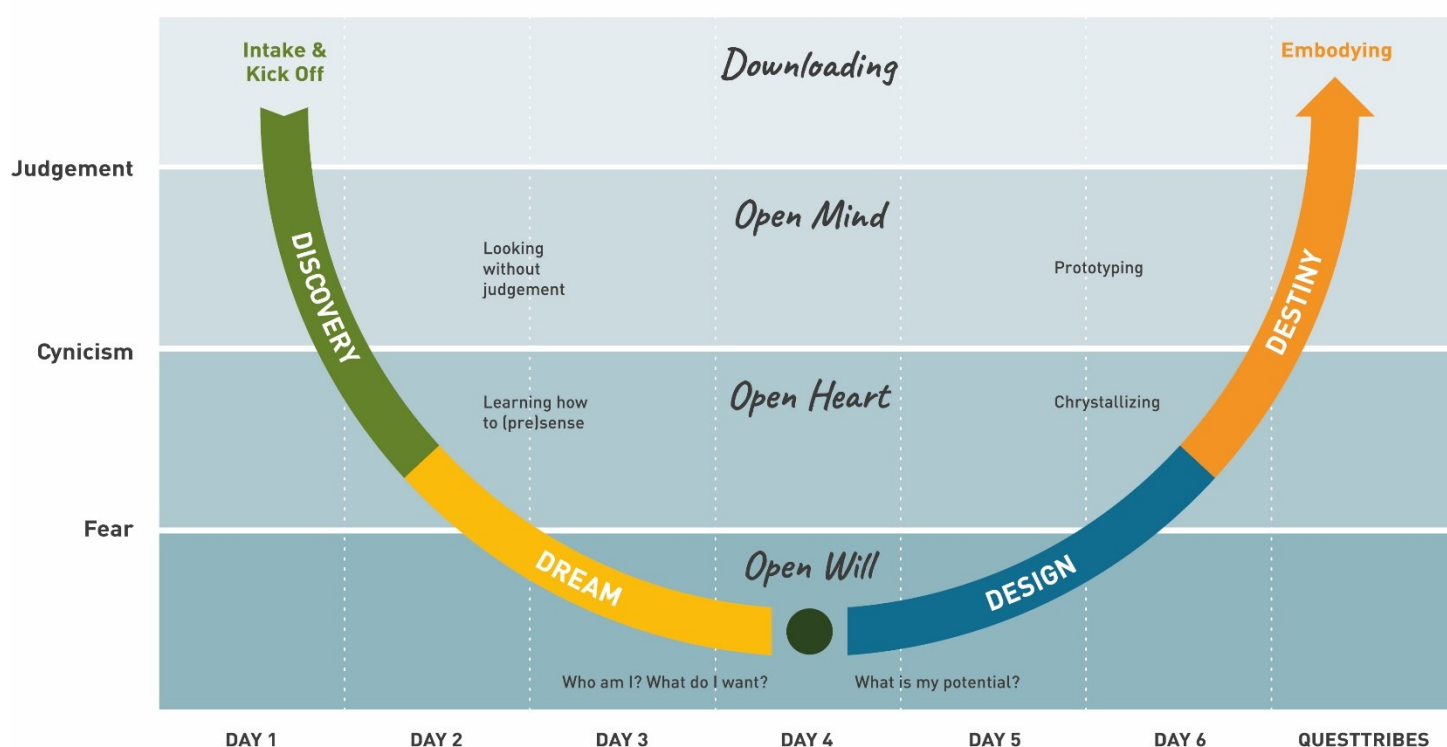 Intake &
Kick Off
Downloading
Embodying
Judgement
Open Mind
DISCOVERY
Looking
without
judgement
Prototyping
DESTINY
Cynicism
Open Heart
Learning how
to (pre)sense
Chrystallizing
Fear
Open Will
DREAM
DESIGN
Who am I? What do I want?
What is my potential?
DAY 1
DAY 2
DAY 3
DAY 4
DAY 5
DAY 6
QUESTTRIBES